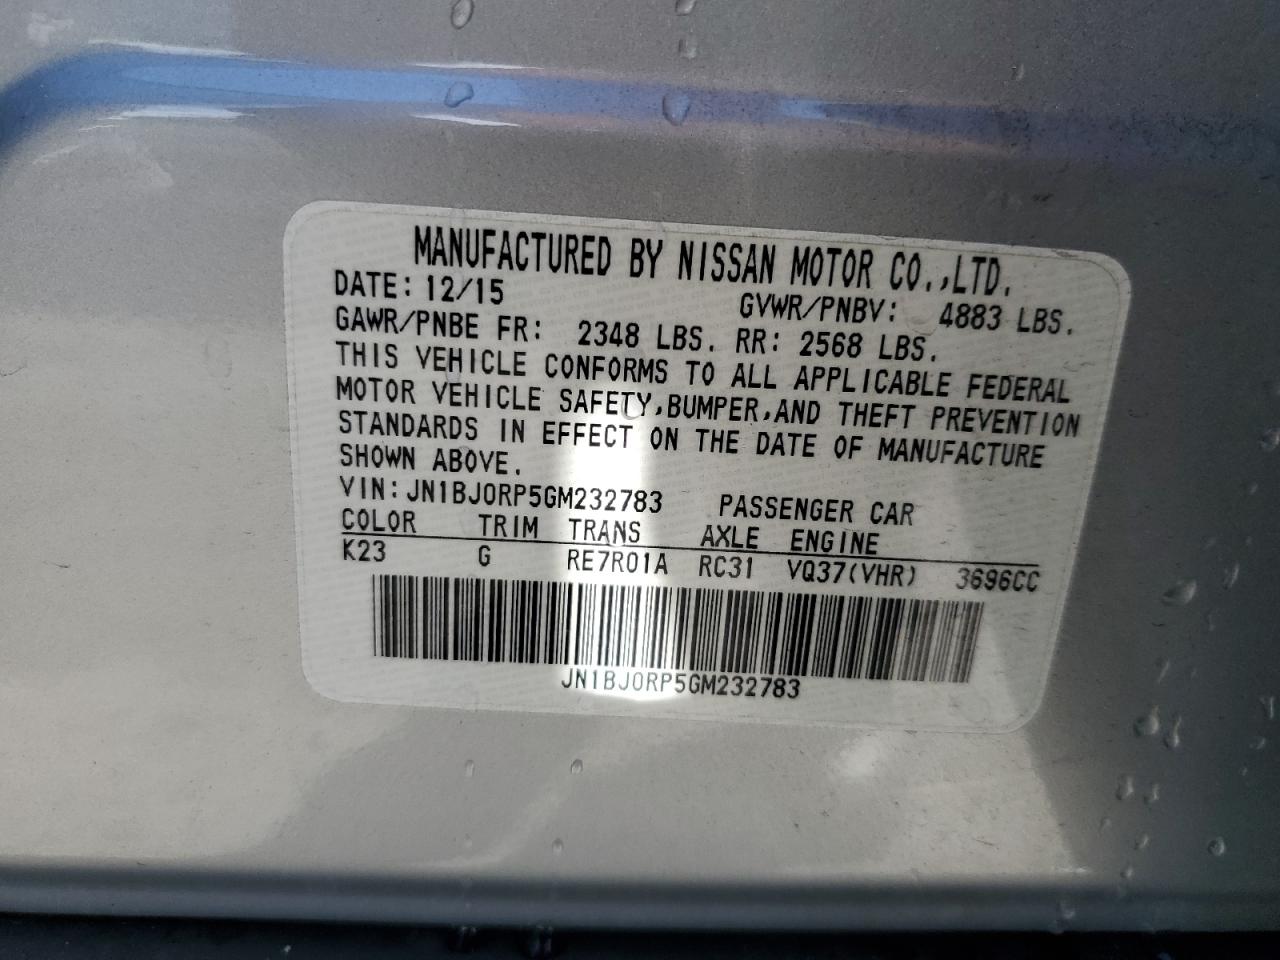 MANUFACTURED BY NISSAN MOTOR CO.,LTD.
DATE: 12/15 GVWR/PNBV: 4883 LBS.
GAWR/PNBE FR: 2348 LBS. RR: 2568 LBS.
THIS VEHICLE CONFORMS TO ALL APPLICABLE FEDERAL
MOTOR VEHICLE SAFETY,BUMPER,AND THEFT PREVENTION
STANDARDS IN EFFECT ON THE DATE OF MANUFACTURE
SHOWN ABOVE.
VIN: JN1BJ0RP5GM232783 PASSENGER CAR
COLOR TRIM TRANS AXLE ENGINE
K23 G RE7R01A RC31 VQ37(VHR) 3696CC
JN1BJ0RP5GM232783